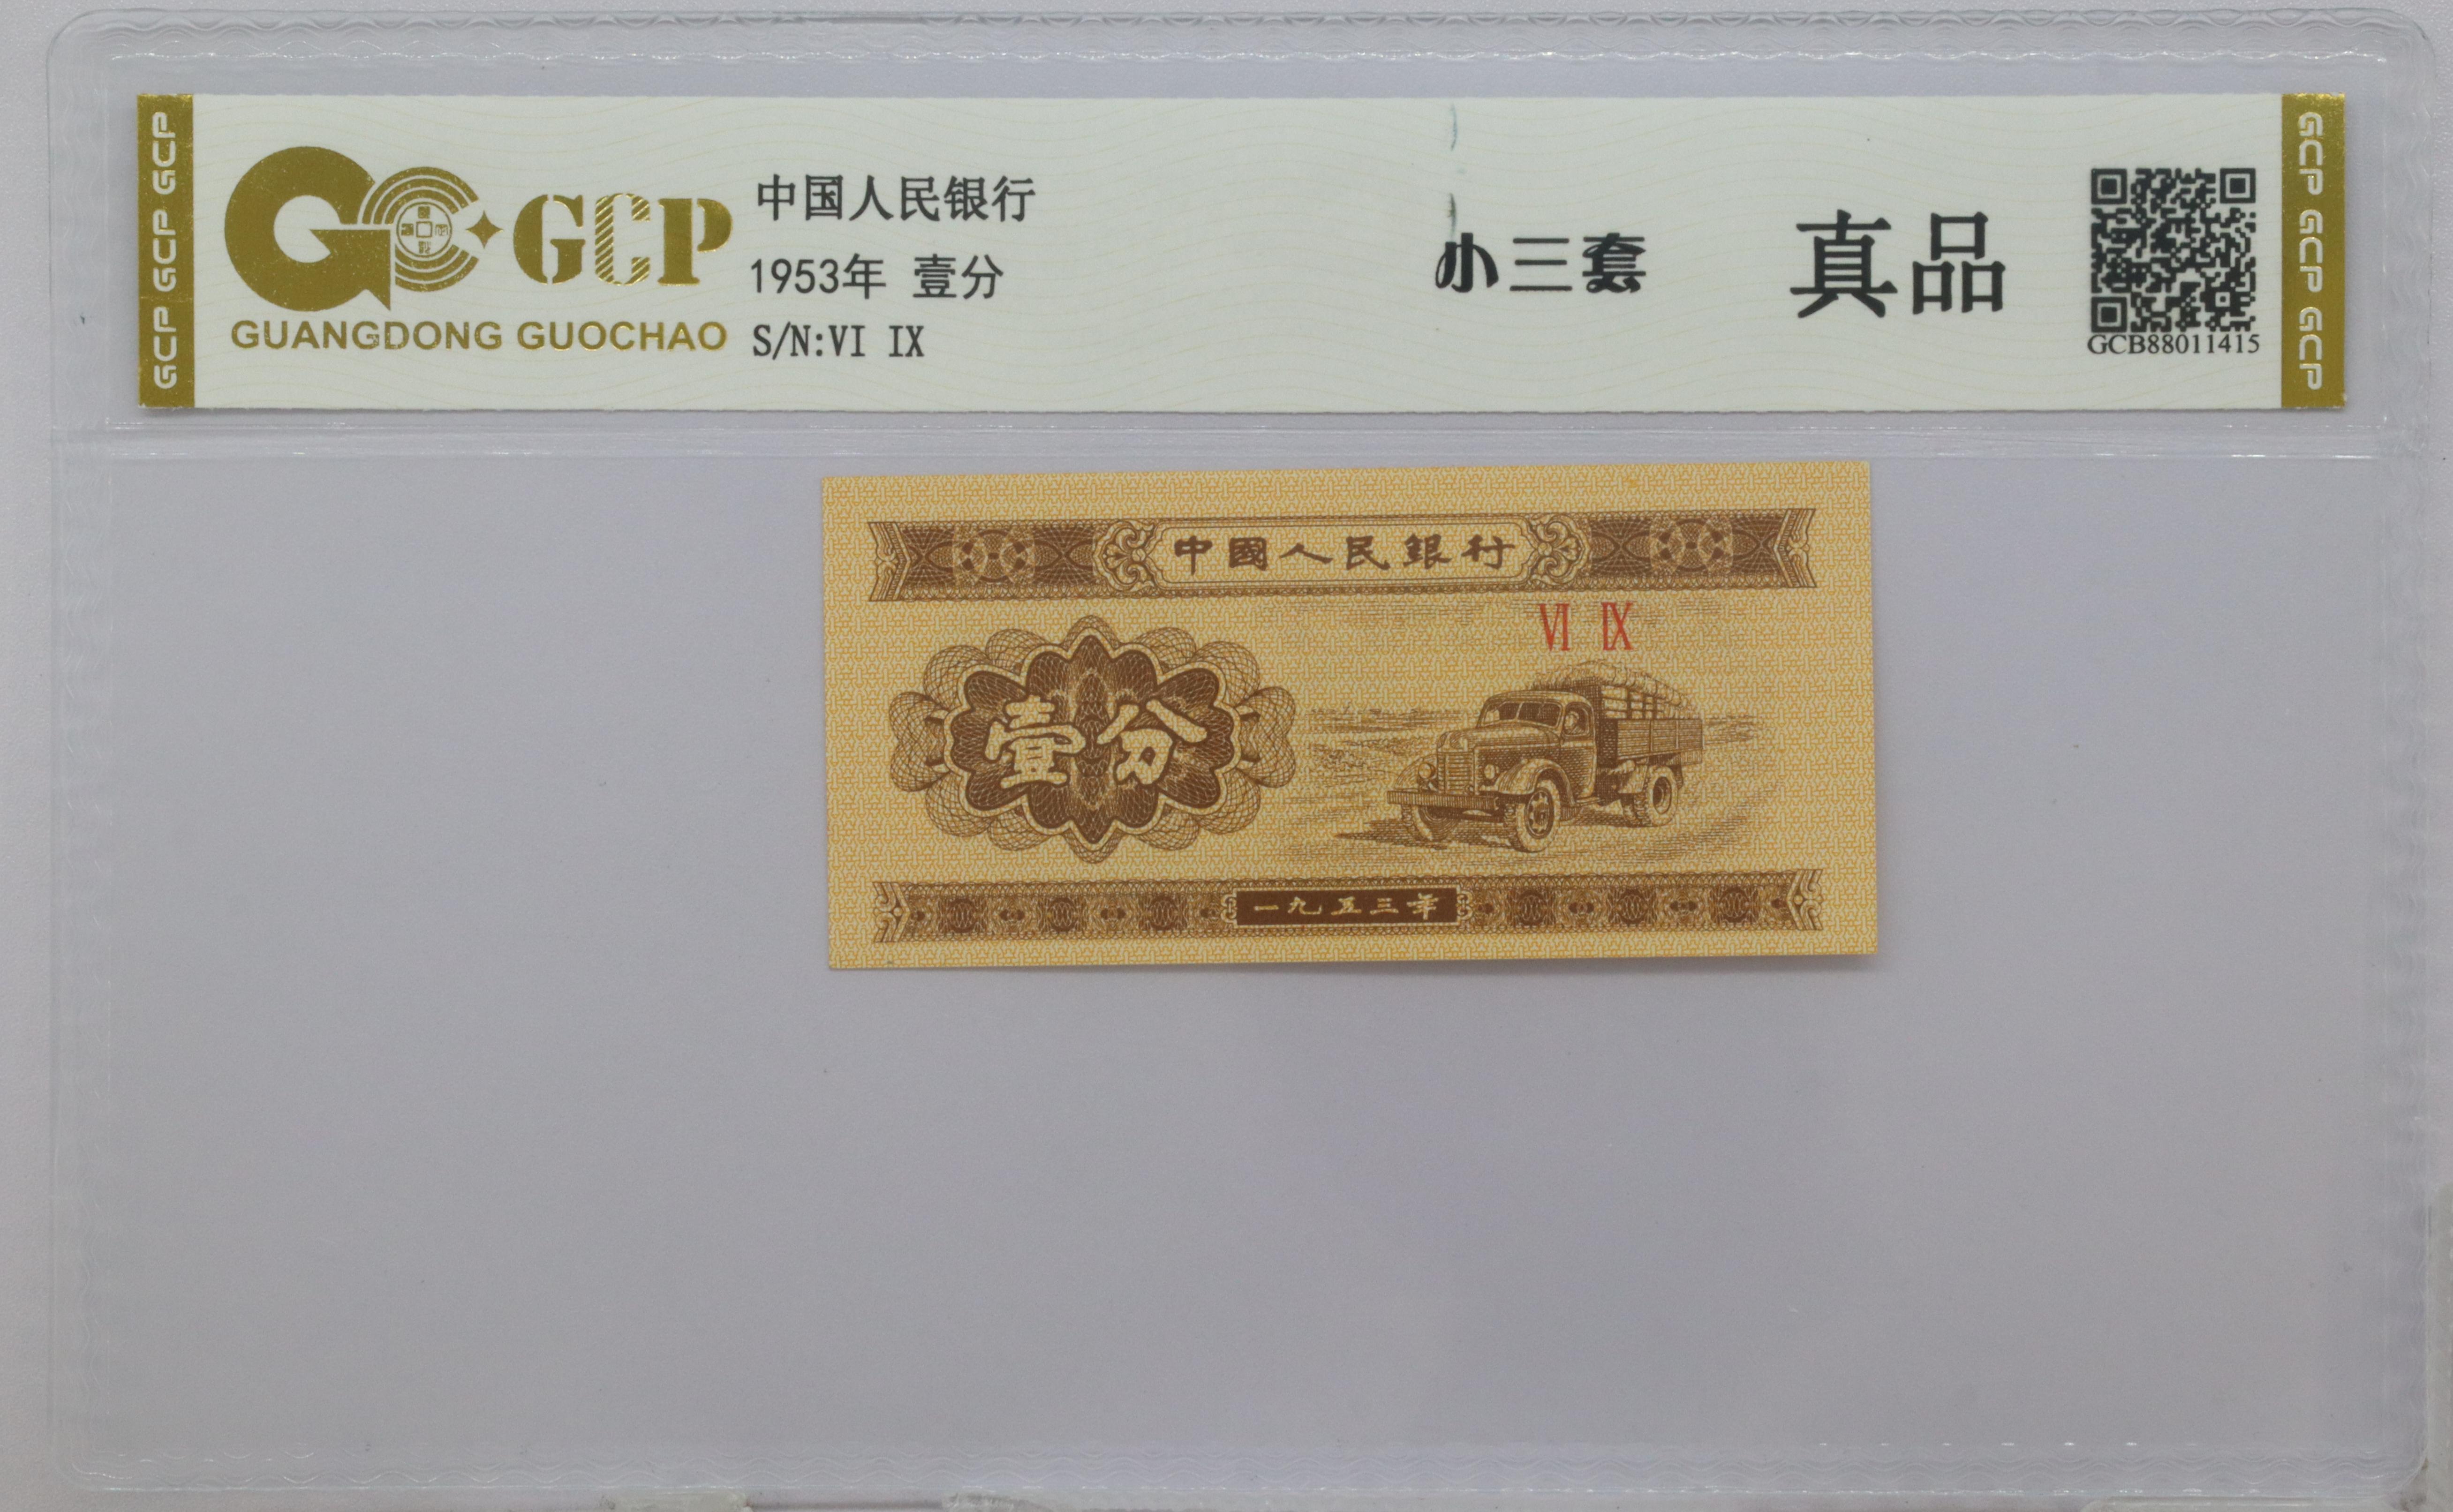 GCP GCP GCP
GCP
GUANGDONG GUOCHAO
中国人民银行
1953年 壹分
S/N:VI IX
小三套
真品
GCB88011415
GCP GCP GCP
中國人民銀行
VI IX
壹分
一九五三年